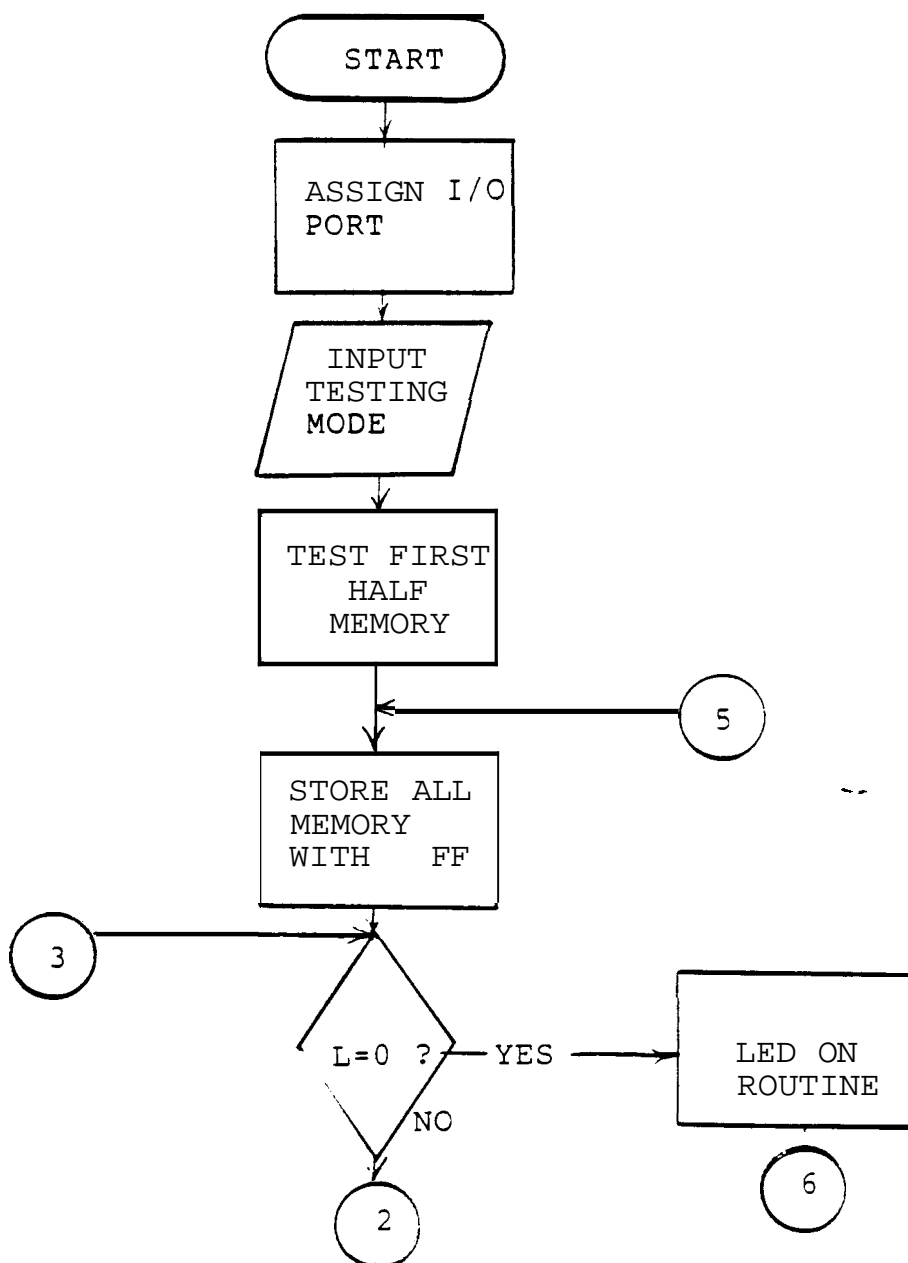 START
ASSIGN I/O
PORT
INPUT
TESTING
MODE
TEST FIRST
HALF
MEMORY
5
STORE ALL
MEMORY
WITH FF
3
L=0 ? YES
LED ON
ROUTINE
NO
6
2